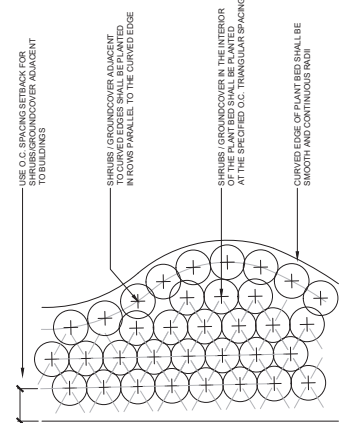 USE O.C. SPACING SETBACK FOR
SHRUBS/GROUNDCOVER ADJACENT
TO BUILDINGS
SHRUBS / GROUNDCOVER ADJACENT
TO CURVED EDGES SHALL BE PLANTED
IN ROWS PARALLEL TO THE CURVED EDGE
SHRUBS / GROUNDCOVER IN THE INTERIOR
OF THE PLANT BED SHALL BE PLANTED
AT THE SPECIFIED O.C. TRIANGULAR SPACING
CURVED EDGE OF PLANT BED SHALL BE
SMOOTH AND CONTINUOUS RADII